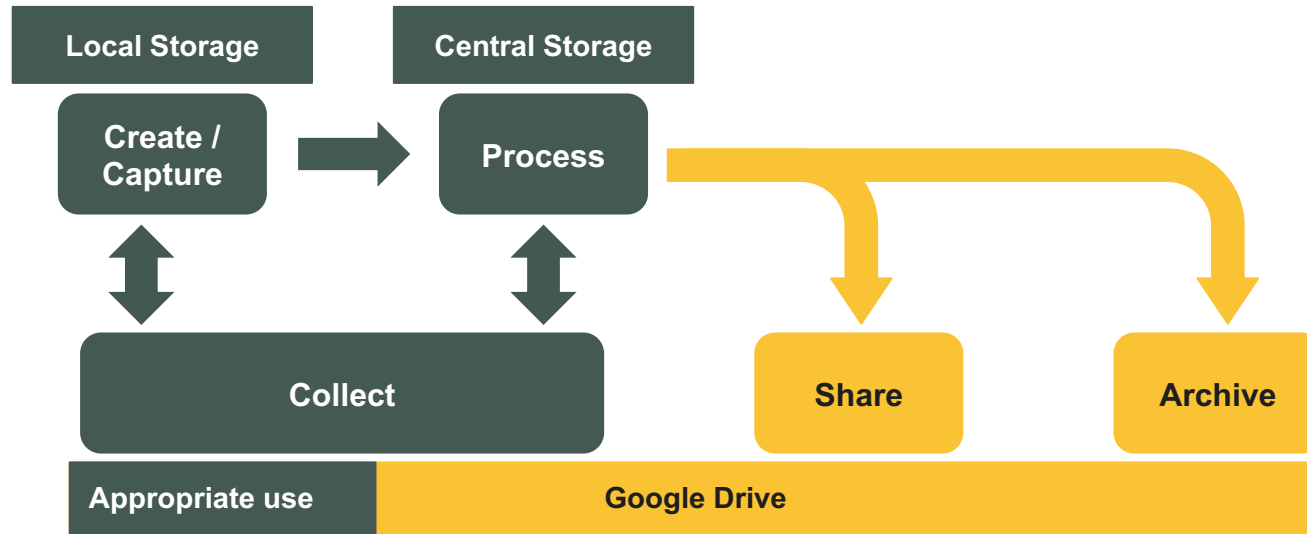 Local Storage
Central Storage
Create /
Capture
Process
Collect
Share
Archive
Appropriate use
Google Drive